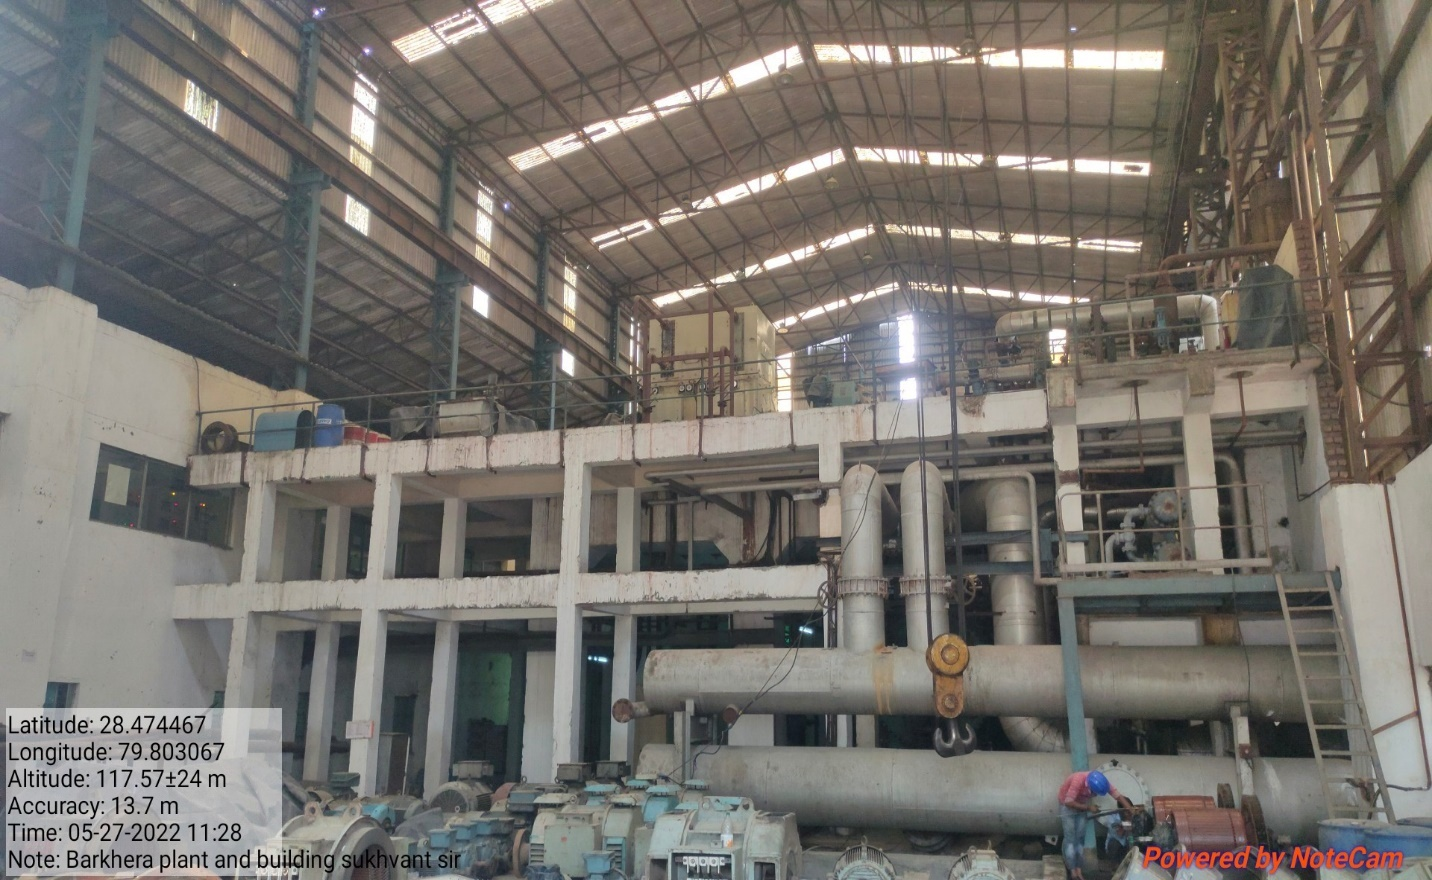 Latitude: 28.474467
Longitude: 79.803067
Altitude: 117.57±24 m
Accuracy: 13.7 m
Time: 05-27-2022 11:28
Note: Barkhera plant and building sukhvant sir
Powered by NoteCam